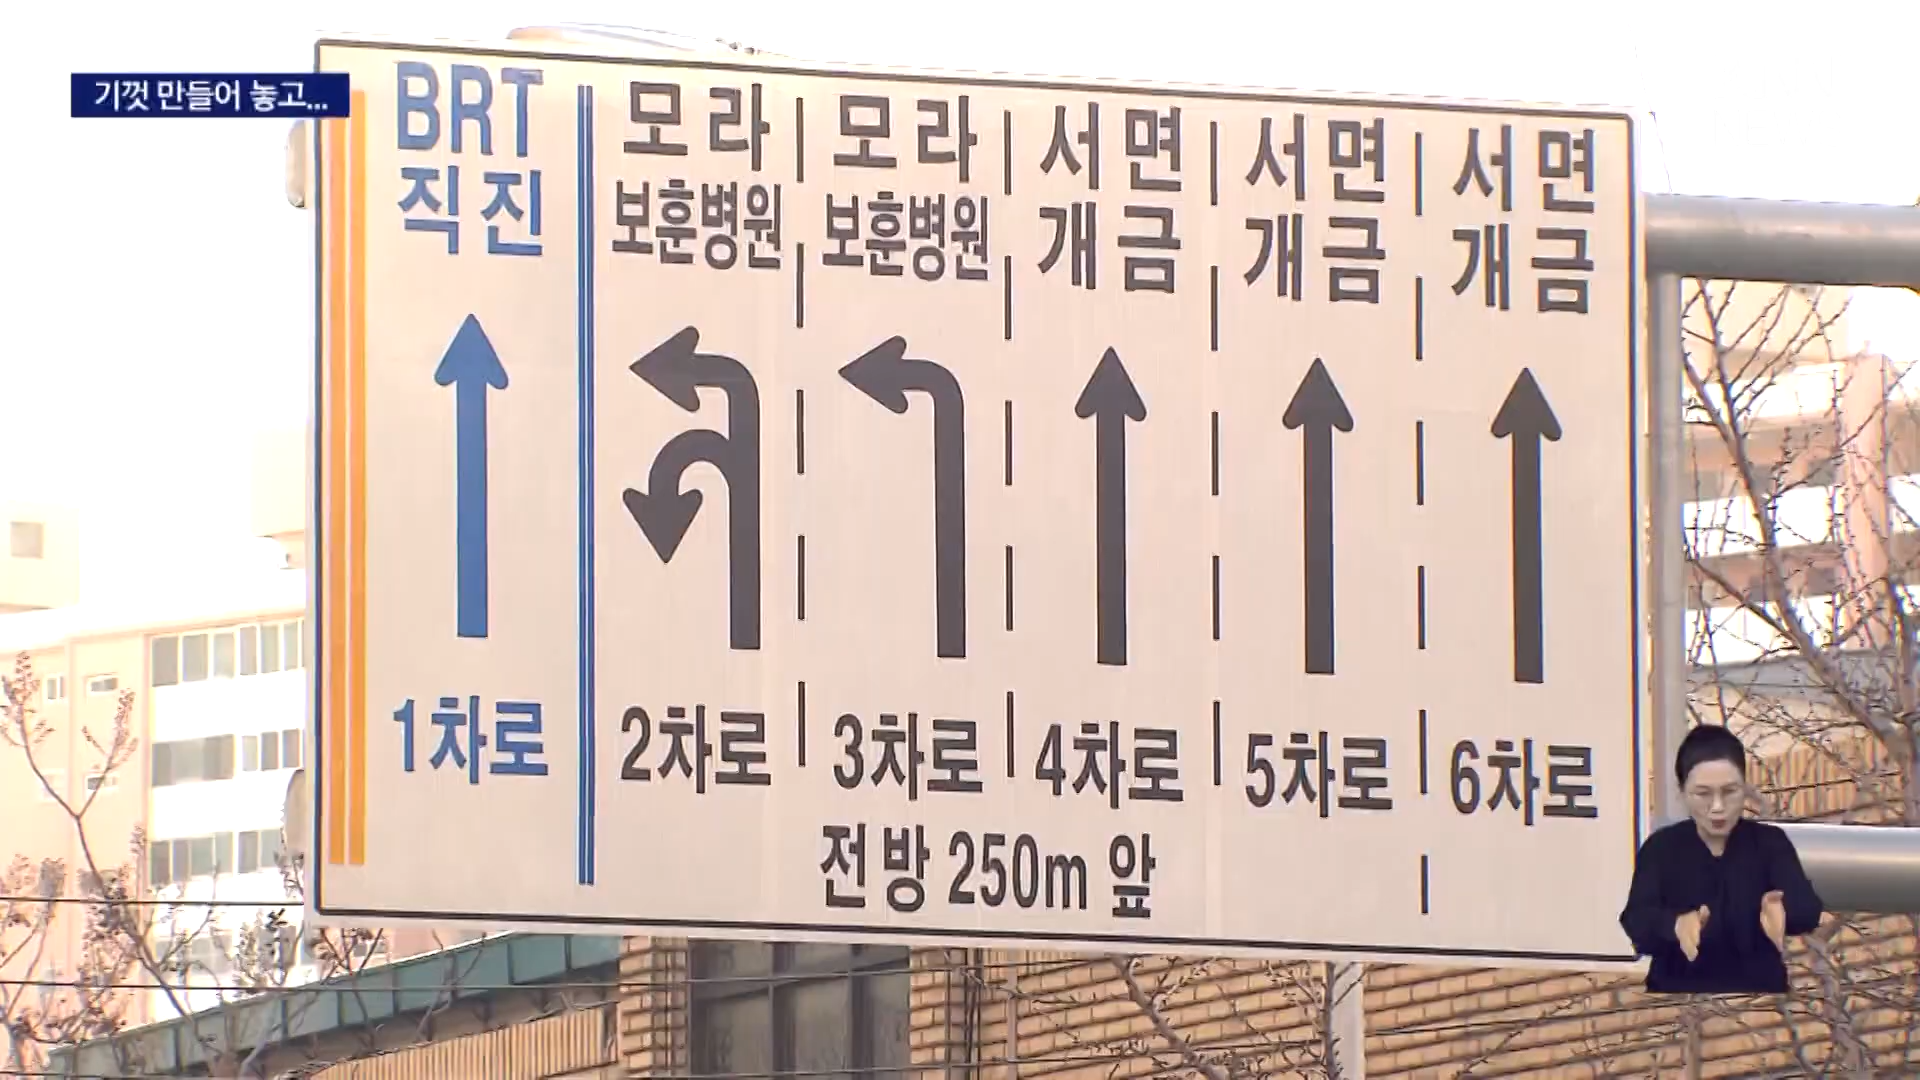 기껏 만들어 놓고...
BRT 모라 모라 서면 서면 서면
직진 보훈병원 보훈병원 개금 개금 개금
1차로 2차로 3차로 4차로 5차로 6차로
전방 250m 앞